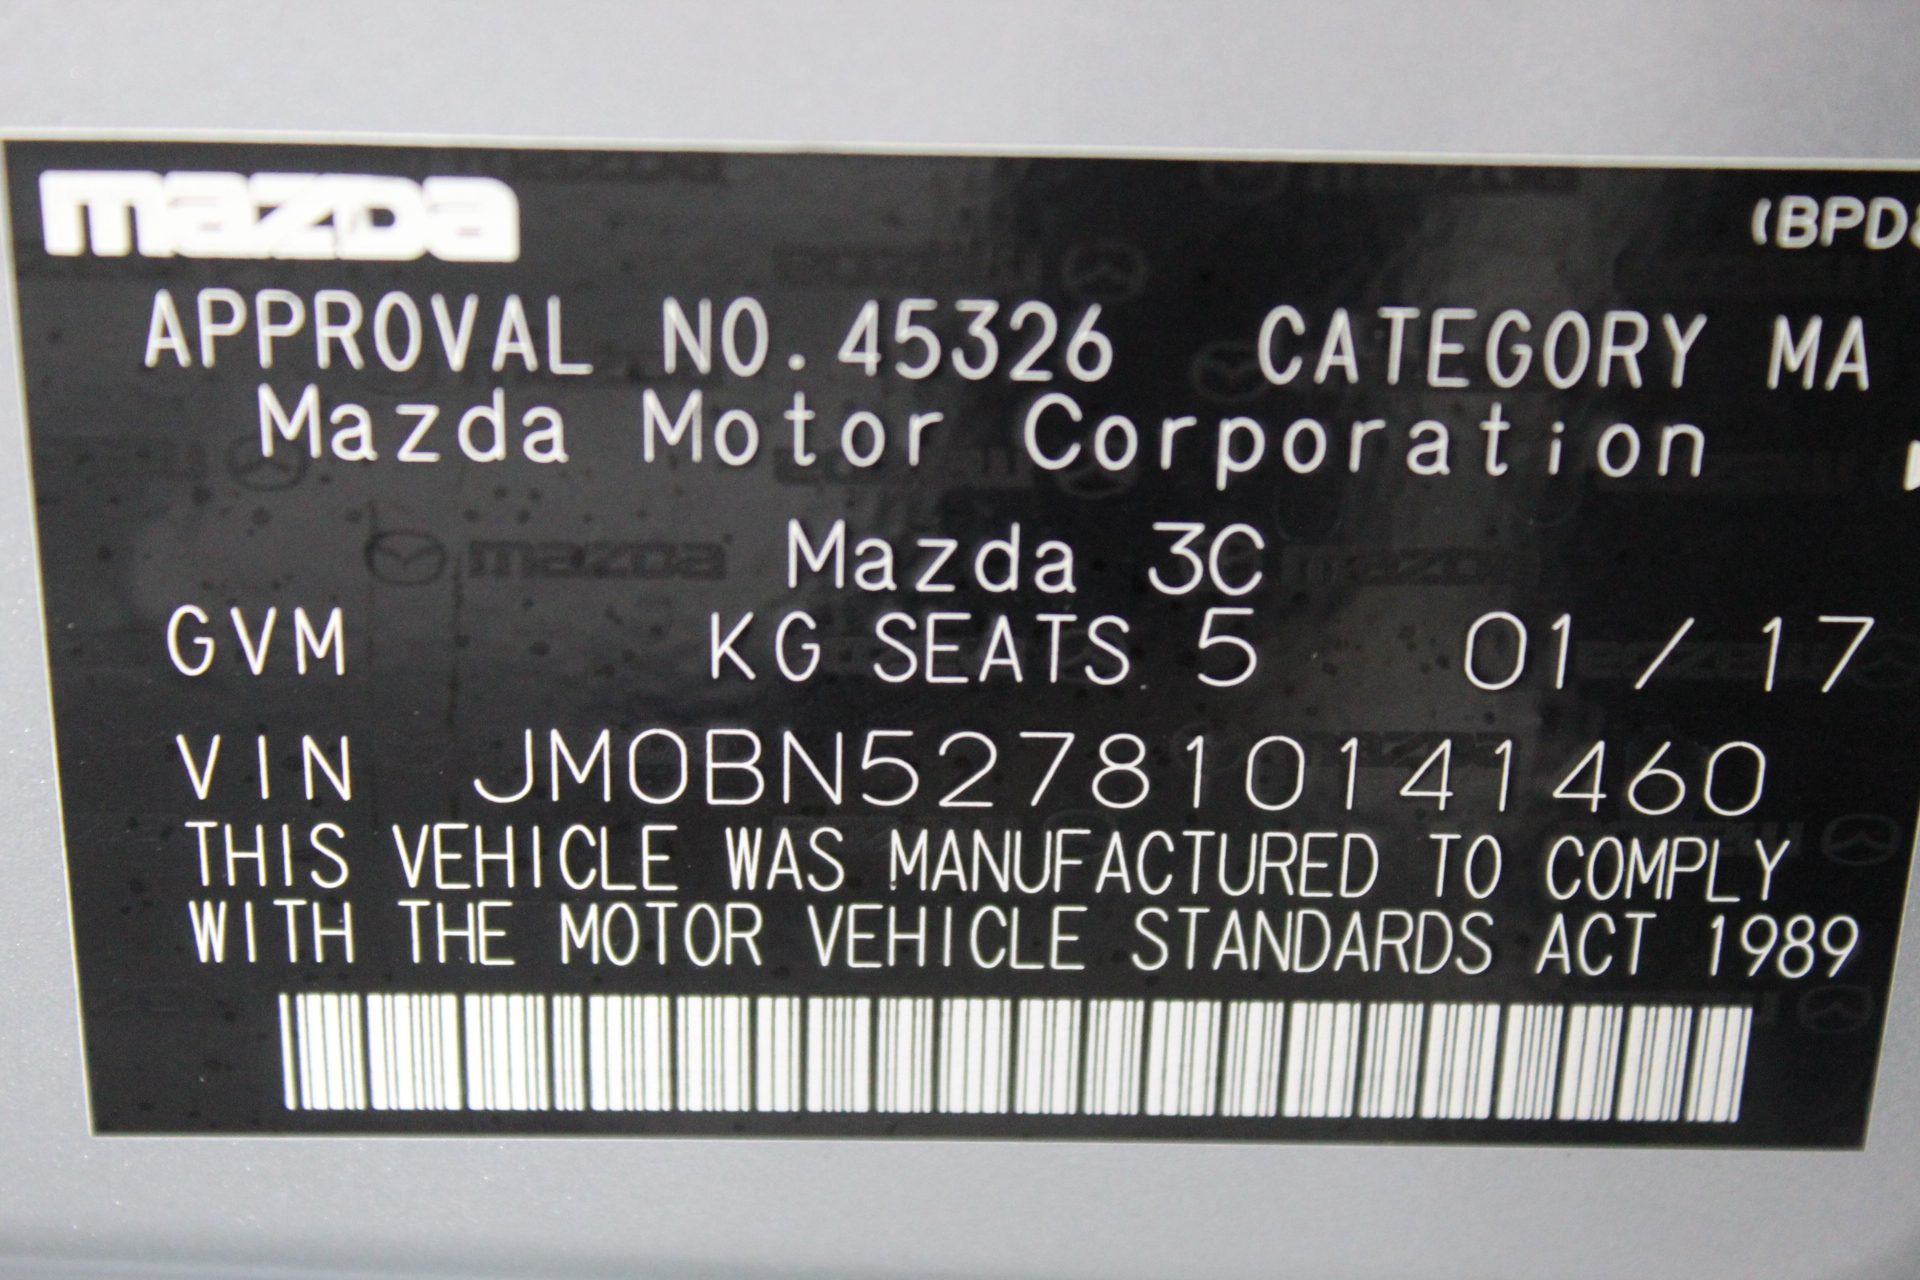 mazda
(BPD
APPROVAL NO. 45326 CATEGORY MA
Mazda Motor Corporation
Mazda 3C
GVM KG SEATS 5 01/17
VIN JM0BN527810141460
THIS VEHICLE WAS MANUFACTURED TO COMPLY
WITH THE MOTOR VEHICLE STANDARDS ACT 1989